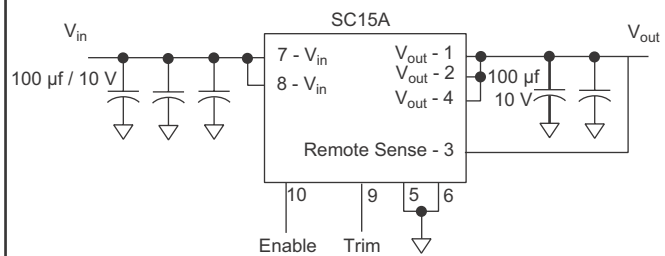 SC15A
V_in
V_out
7 - V_in
8 - V_in
V_out - 1
V_out - 2
V_out - 4
100 µf / 10 V
100 µf
10 V
Remote Sense - 3
10
9
5
6
Enable
Trim